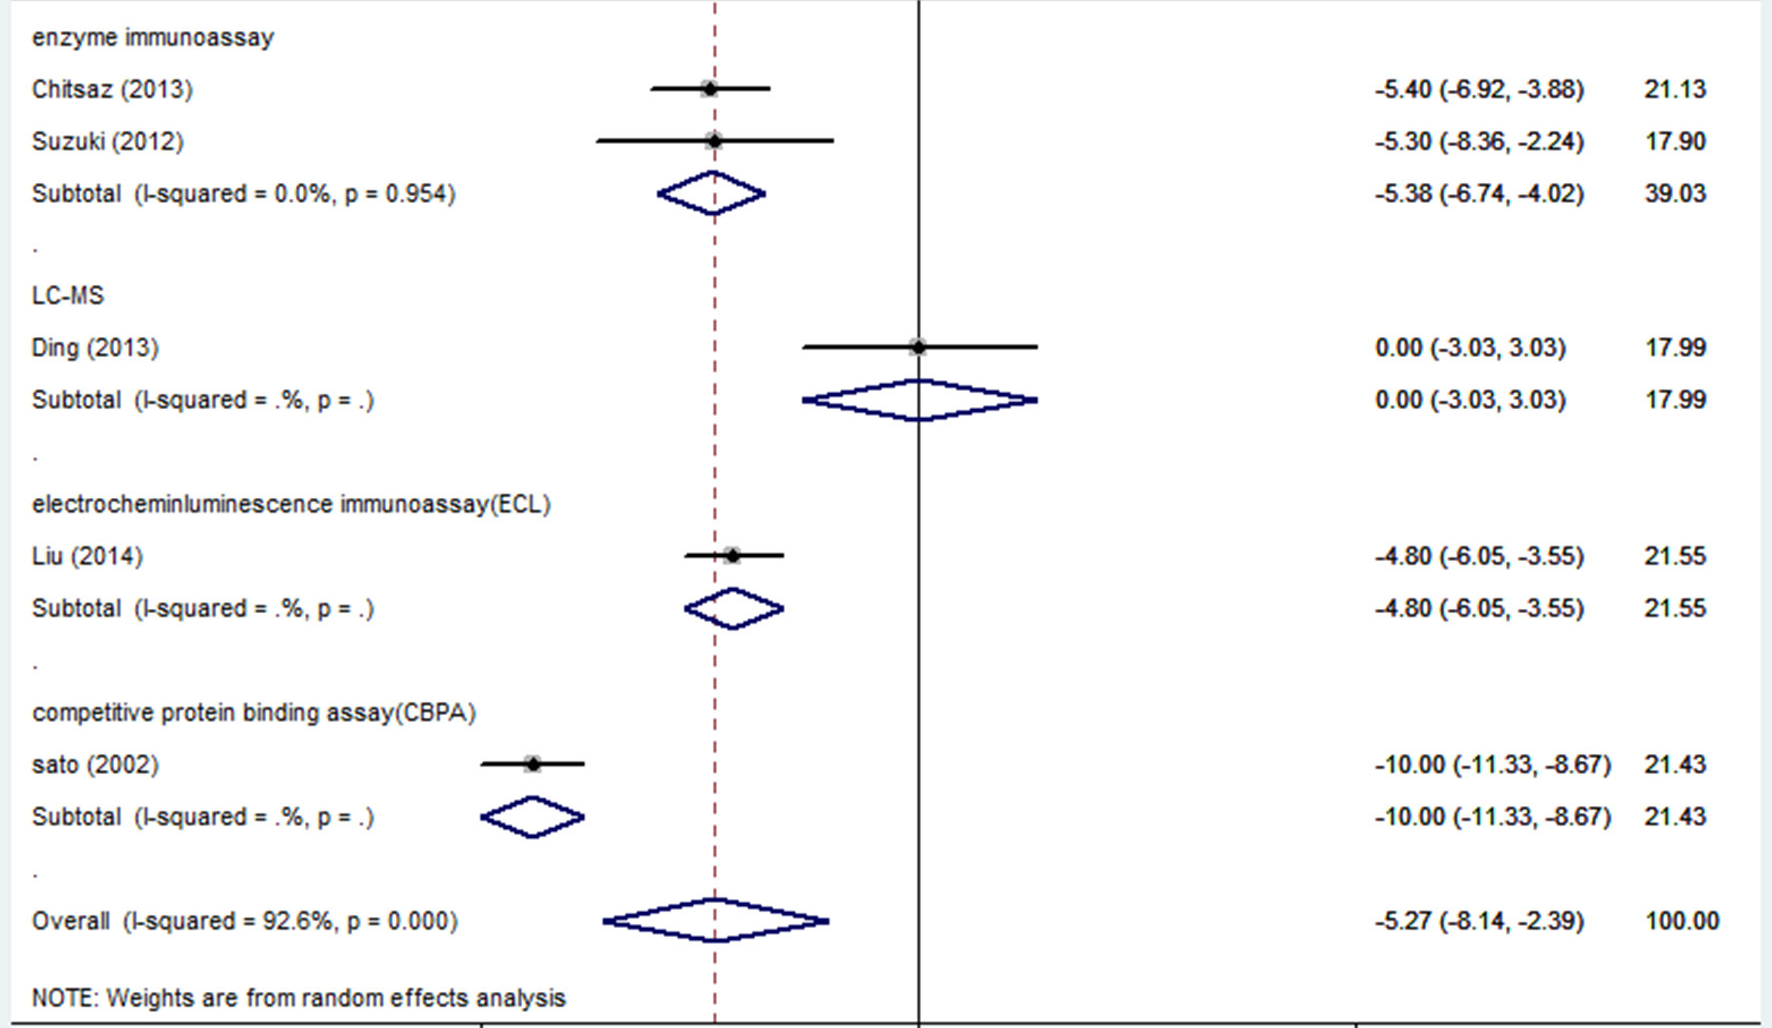 enzyme immunoassay
Chitsaz (2013) -5.40 (-6.92, -3.88) 21.13
Suzuki (2012) -5.30 (-8.36, -2.24) 17.90
Subtotal (I-squared = 0.0%, p = 0.954) -5.38 (-6.74, -4.02) 39.03
.
LC-MS
Ding (2013) 0.00 (-3.03, 3.03) 17.99
Subtotal (I-squared = .%, p = .) 0.00 (-3.03, 3.03) 17.99
.
electrocheminluminescence immunoassay(ECL)
Liu (2014) -4.80 (-6.05, -3.55) 21.55
Subtotal (I-squared = .%, p = .) -4.80 (-6.05, -3.55) 21.55
.
competitive protein binding assay(CBPA)
sato (2002) -10.00 (-11.33, -8.67) 21.43
Subtotal (I-squared = .%, p = .) -10.00 (-11.33, -8.67) 21.43
.
Overall (I-squared = 92.6%, p = 0.000) -5.27 (-8.14, -2.39) 100.00
NOTE: Weights are from random effects analysis